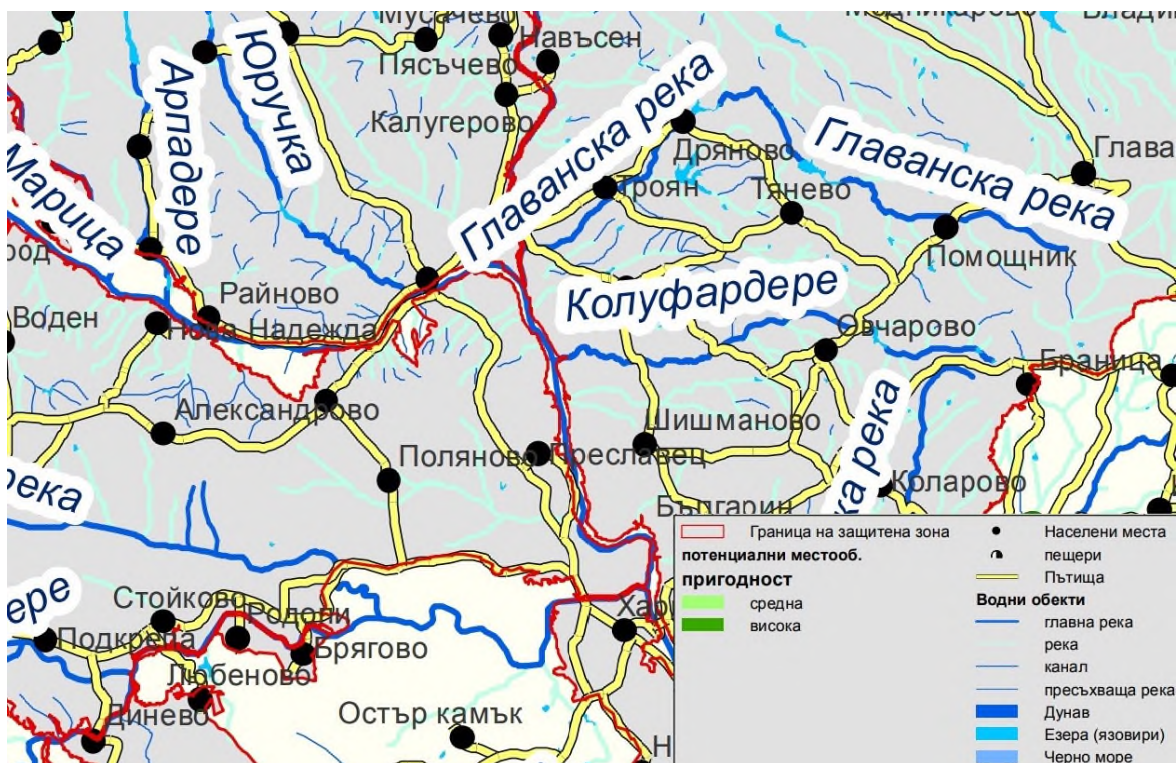 Мусачево
Навъсен
Пясъчево
Калугерово
Юручка
Арпадере
Марица
Главанска река
Дряново
Троян
Тянево
Главанска река
Глава
Помощник
Райново
Воден
Нова Надежда
Колуфардере
Овчарово
Браница
Александрово
Шишманово
Поляново
Преславец
Коларово
Българин
река
ка река
Стойково
Родопи
Подкрепа
Брягово
Любеново
Динево
Остър камък
ере
Хар
Н
Граница на защитена зона
потенциални местооб.
пригодност
средна
висока
Населени места
пещери
Пътища
Водни обекти
главна река
река
канал
пресъхваща река
Дунав
Езера (язовири)
Черно море